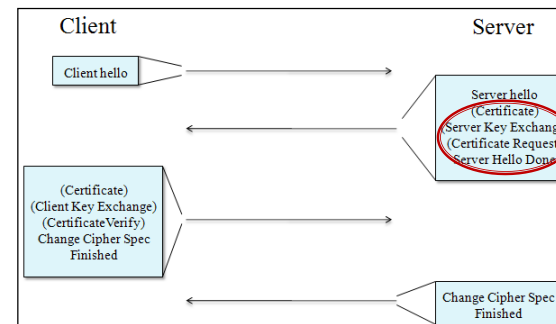 Client
Server
Client hello
Server hello
(Certificate)
(Server Key Exchang
(Certificate Request
Server Hello Done
(Certificate)
(Client Key Exchange)
(CertificateVerify)
Change Cipher Spec
Finished
Change Cipher Spec
Finished